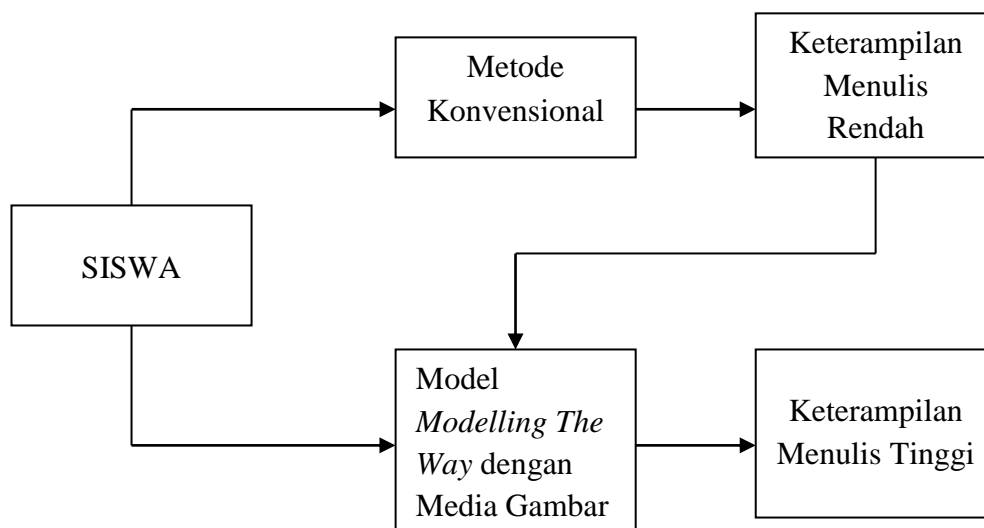 Metode
Konvensional
Keterampilan
Menulis
Rendah
SISWA
Model
Modelling The
Way dengan
Media Gambar
Keterampilan
Menulis Tinggi